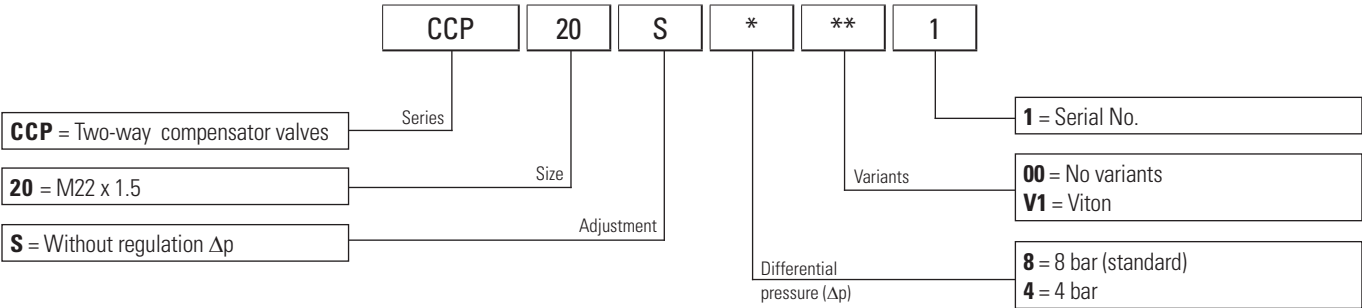 CCP 20 S * ** 1
Series
CCP = Two-way compensator valves
1 = Serial No.
Size
20 = M22 x 1.5
Variants
00 = No variants
V1 = Viton
Adjustment
S = Without regulation Δp
Differential
pressure (Δp)
8 = 8 bar (standard)
4 = 4 bar